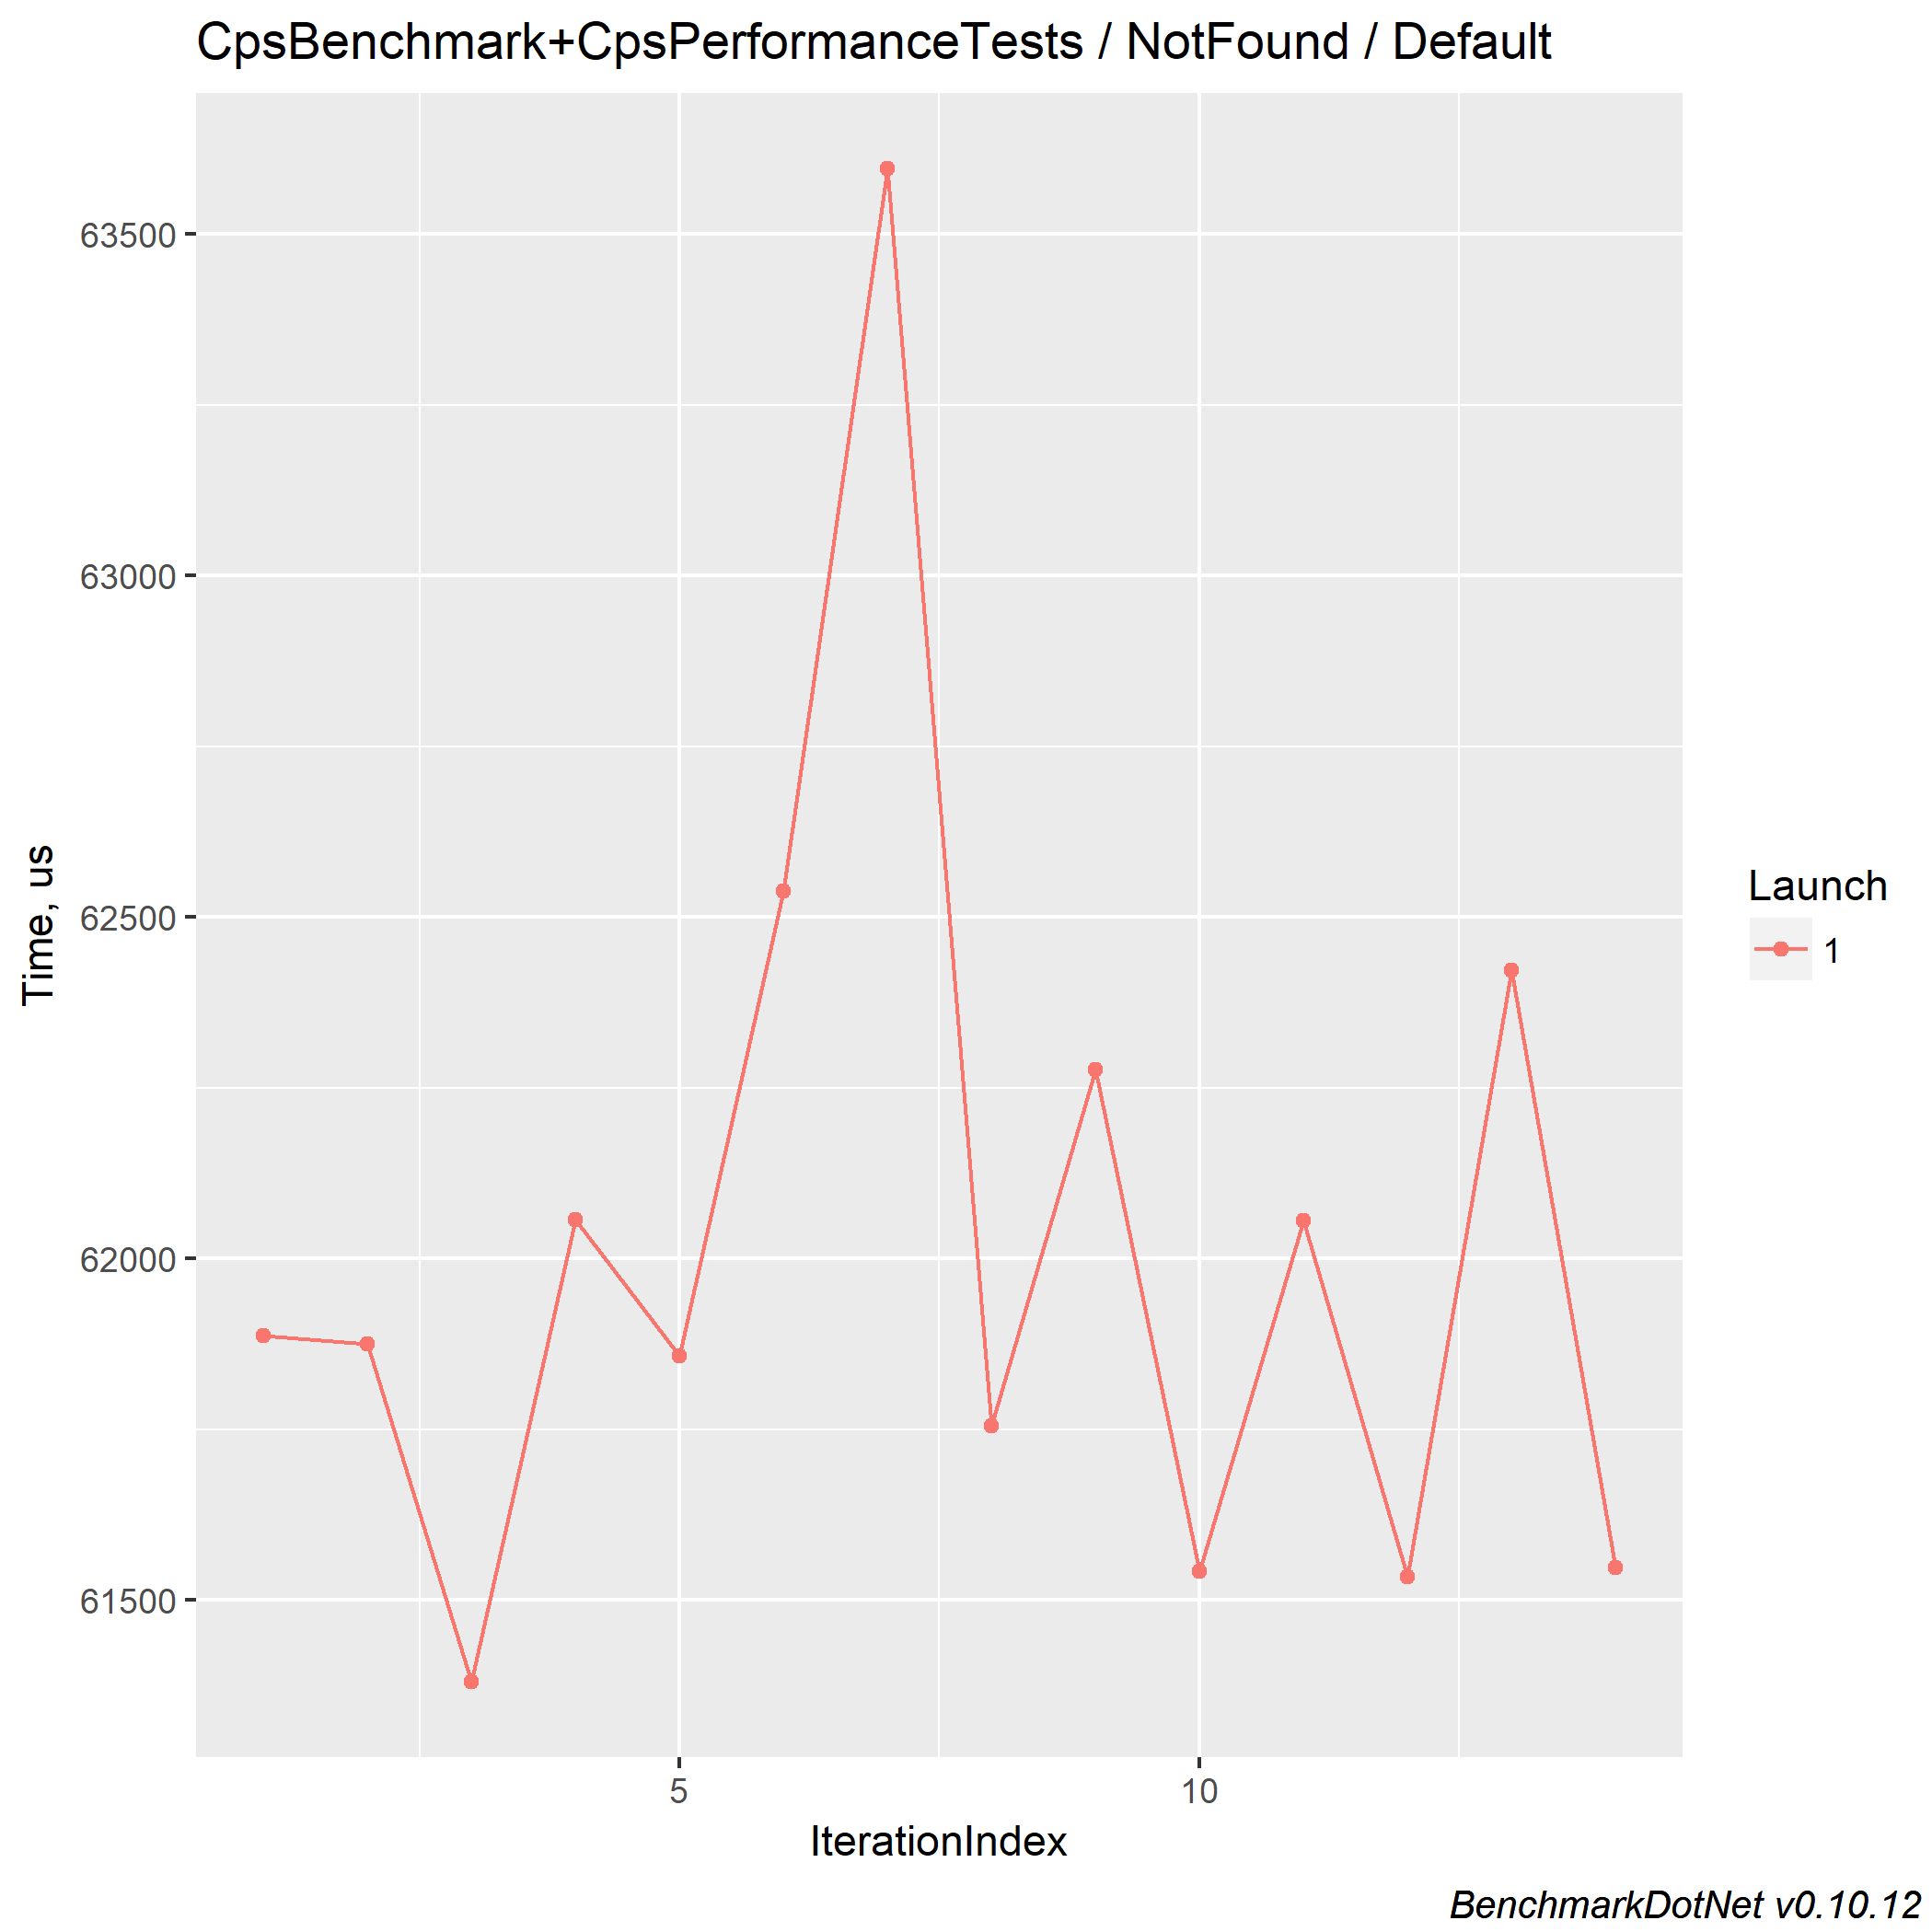 CpsBenchmark+CpsPerformanceTests / NotFound / Default
63500
63000
62500
62000
61500
Time, us
5
10
IterationIndex
Launch
1
BenchmarkDotNet v0.10.12